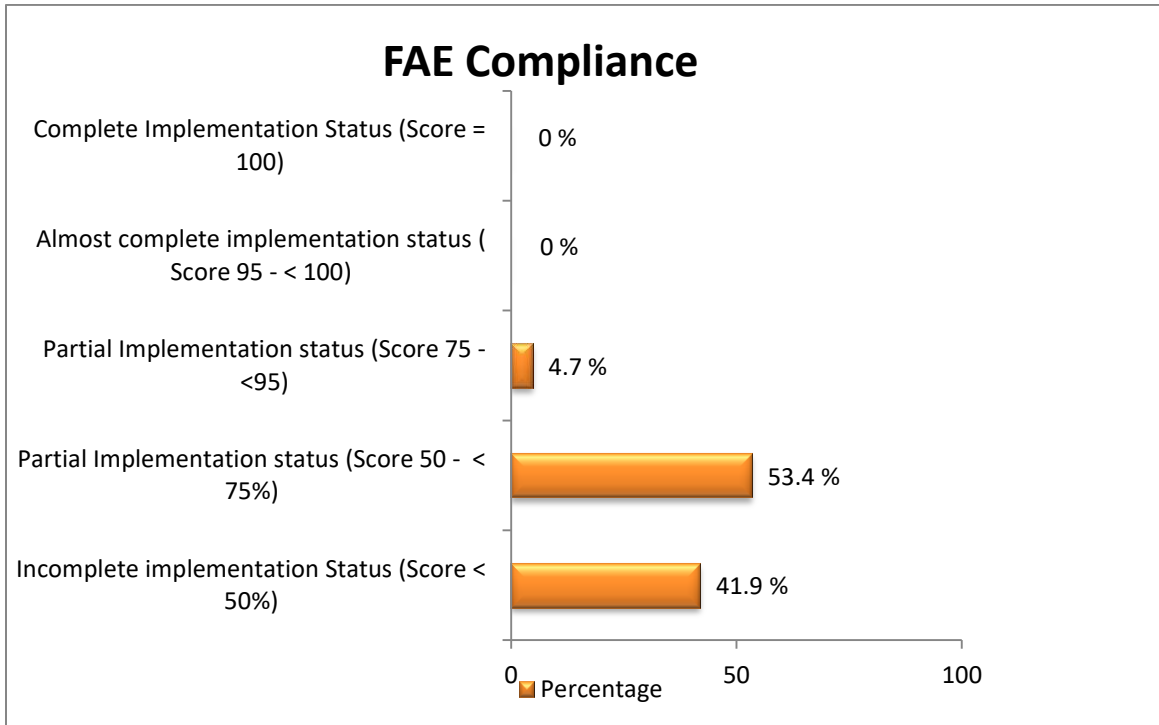 FAE Compliance
Complete Implementation Status (Score =
100)
0 %
Almost complete implementation status (
Score 95 - < 100)
0 %
Partial Implementation status (Score 75 -
<95)
4.7 %
Partial Implementation status (Score 50 -  <
75%)
53.4 %
Incomplete implementation Status (Score <
50%)
41.9 %
0 50 100
Percentage